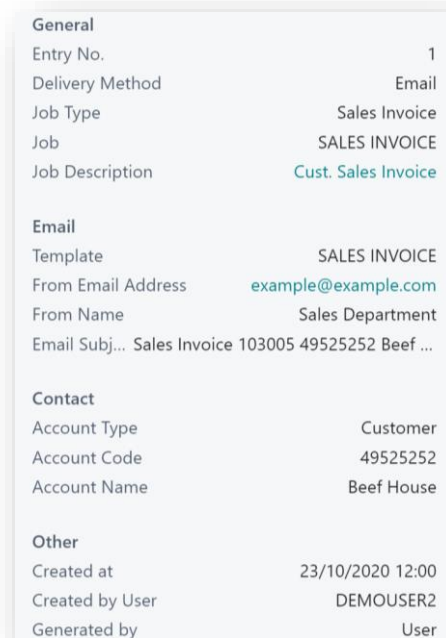 General
Entry No. 1
Delivery Method Email
Job Type Sales Invoice
Job SALES INVOICE
Job Description Cust. Sales Invoice
Email
Template SALES INVOICE
From Email Address example@example.com
From Name Sales Department
Email Subj... Sales Invoice 103005 49525252 Beef ...
Contact
Account Type Customer
Account Code 49525252
Account Name Beef House
Other
Created at 23/10/2020 12:00
Created by User DEMOUSER2
Generated by User